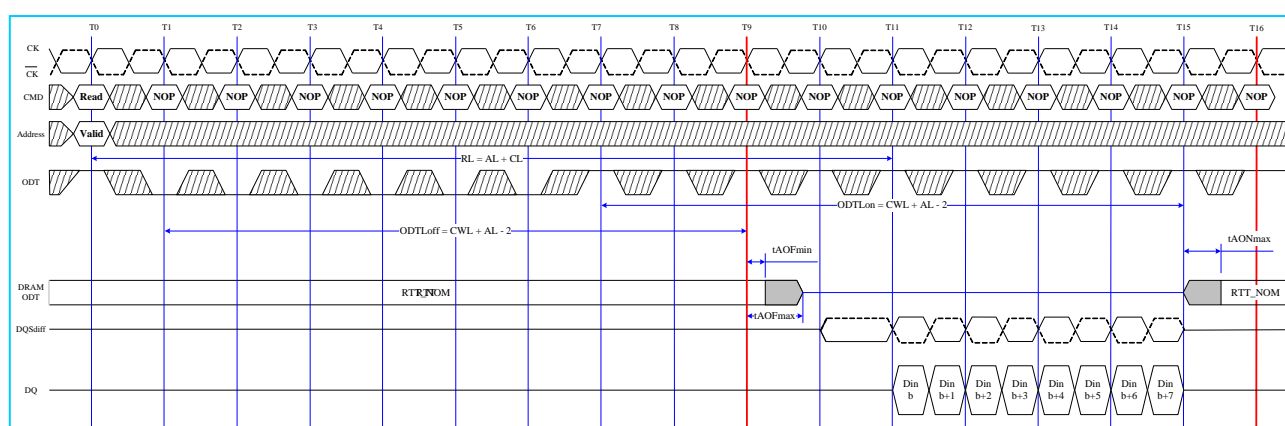 T0 T1 T2 T3 T4 T5 T6 T7 T8 T9 T10 T11 T12 T13 T14 T15 T16
CK
CK
CMD Read NOP NOP NOP NOP NOP NOP NOP NOP NOP NOP NOP NOP NOP NOP NOP NOP
Address Valid
RL = AL + CL
ODT
ODTLon = CWL + AL - 2
ODTLoff = CWL + AL - 2
tAOFmin tAONmax
DRAM
ODT
RTT_NOM RTT_NOM
tAOFmax
DQSdiff
DQ
Din b Din b+1 Din b+2 Din b+3 Din b+4 Din b+5 Din b+6 Din b+7